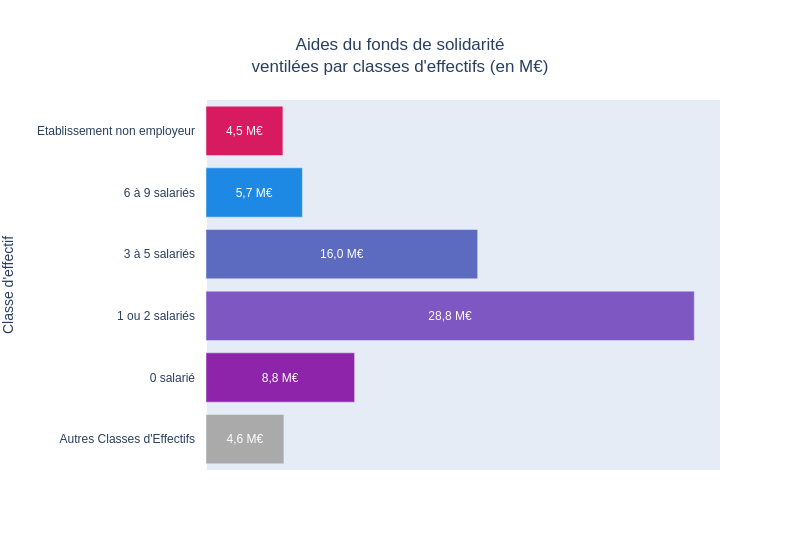 Aides du fonds de solidarité
ventilées par classes d'effectifs (en M€)
Classe d'effectif
Etablissement non employeur
4,5 M€
6 à 9 salariés
5,7 M€
3 à 5 salariés
16,0 M€
1 ou 2 salariés
28,8 M€
0 salarié
8,8 M€
Autres Classes d'Effectifs
4,6 M€